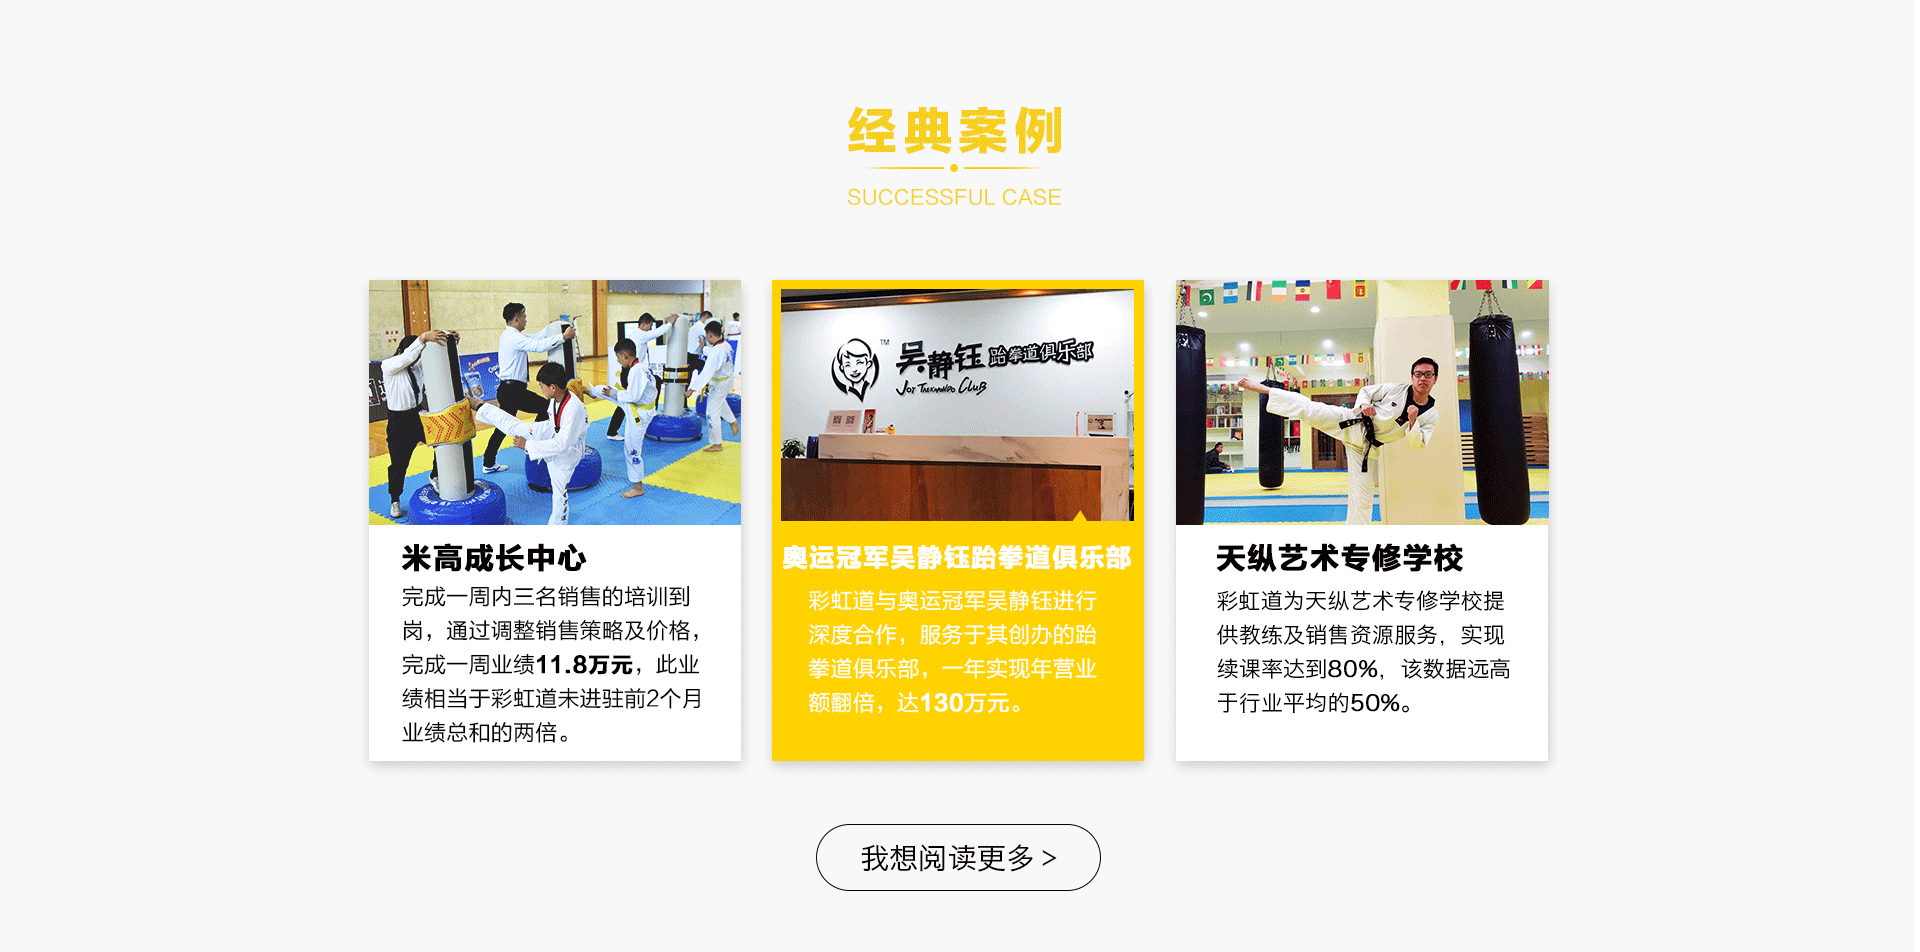 经典案例
SUCCESSFUL CASE
TM
吴静钰 跆拳道俱乐部
JOY TAEKWONDO CLUB
米高成长中心
完成一周内三名销售的培训到
岗，通过调整销售策略及价格，
完成一周业绩11.8万元，此业
绩相当于彩虹道未进驻前2个月
业绩总和的两倍。
奥运冠军吴静钰跆拳道俱乐部
彩虹道与奥运冠军吴静钰进行
深度合作，服务于其创办的跆
拳道俱乐部，一年实现年营业
额翻倍，达130万元。
天纵艺术专修学校
彩虹道为天纵艺术专修学校提
供教练及销售资源服务，实现
续课率达到80%，该数据远高
于行业平均的50%。
我想阅读更多 >